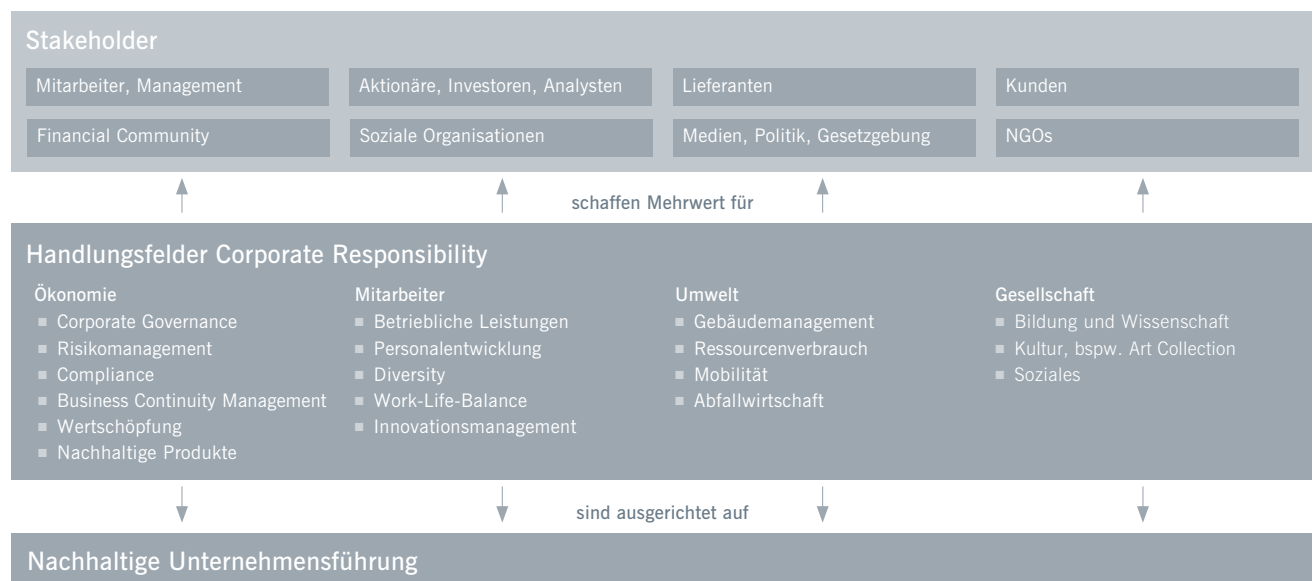 Stakeholder
Mitarbeiter, Management
Aktionäre, Investoren, Analysten
Lieferanten
Kunden
Financial Community
Soziale Organisationen
Medien, Politik, Gesetzgebung
NGOs
schaffen Mehrwert für
Handlungsfelder Corporate Responsibility
Ökonomie
Corporate Governance
Risikomanagement
Compliance
Business Continuity Management
Wertschöpfung
Nachhaltige Produkte
Mitarbeiter
Betriebliche Leistungen
Personalentwicklung
Diversity
Work-Life-Balance
Innovationsmanagement
Umwelt
Gebäudemanagement
Ressourcenverbrauch
Mobilität
Abfallwirtschaft
Gesellschaft
Bildung und Wissenschaft
Kultur, bspw. Art Collection
Soziales
sind ausgerichtet auf
Nachhaltige Unternehmensführung